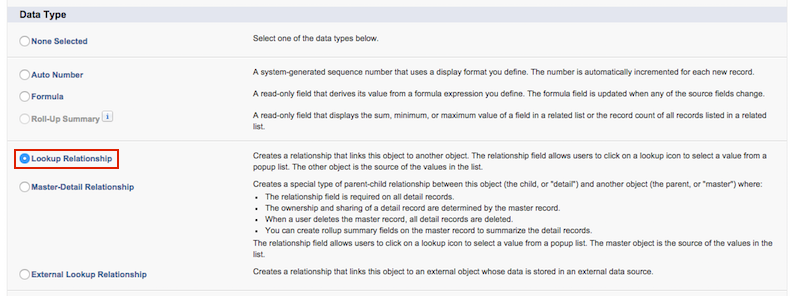 Data Type
None Selected
Select one of the data types below.
Auto Number
A system-generated sequence number that uses a display format you define. The number is automatically incremented for each new record.
Formula
A read-only field that derives its value from a formula expression you define. The formula field is updated when any of the source fields change.
Roll-Up Summary i
A read-only field that displays the sum, minimum, or maximum value of a field in a related list or the record count of all records listed in a related
list.
Lookup Relationship
Creates a relationship that links this object to another object. The relationship field allows users to click on a lookup icon to select a value from a
popup list. The other object is the source of the values in the list.
Master-Detail Relationship
Creates a special type of parent-child relationship between this object (the child, or "detail") and another object (the parent, or "master") where:
• The relationship field is required on all detail records.
• The ownership and sharing of a detail record are determined by the master record.
• When a user deletes the master record, all detail records are deleted.
• You can create rollup summary fields on the master record to summarize the detail records.
The relationship field allows users to click on a lookup icon to select a value from a popup list. The master object is the source of the values in the
list.
External Lookup Relationship
Creates a relationship that links this object to an external object whose data is stored in an external data source.